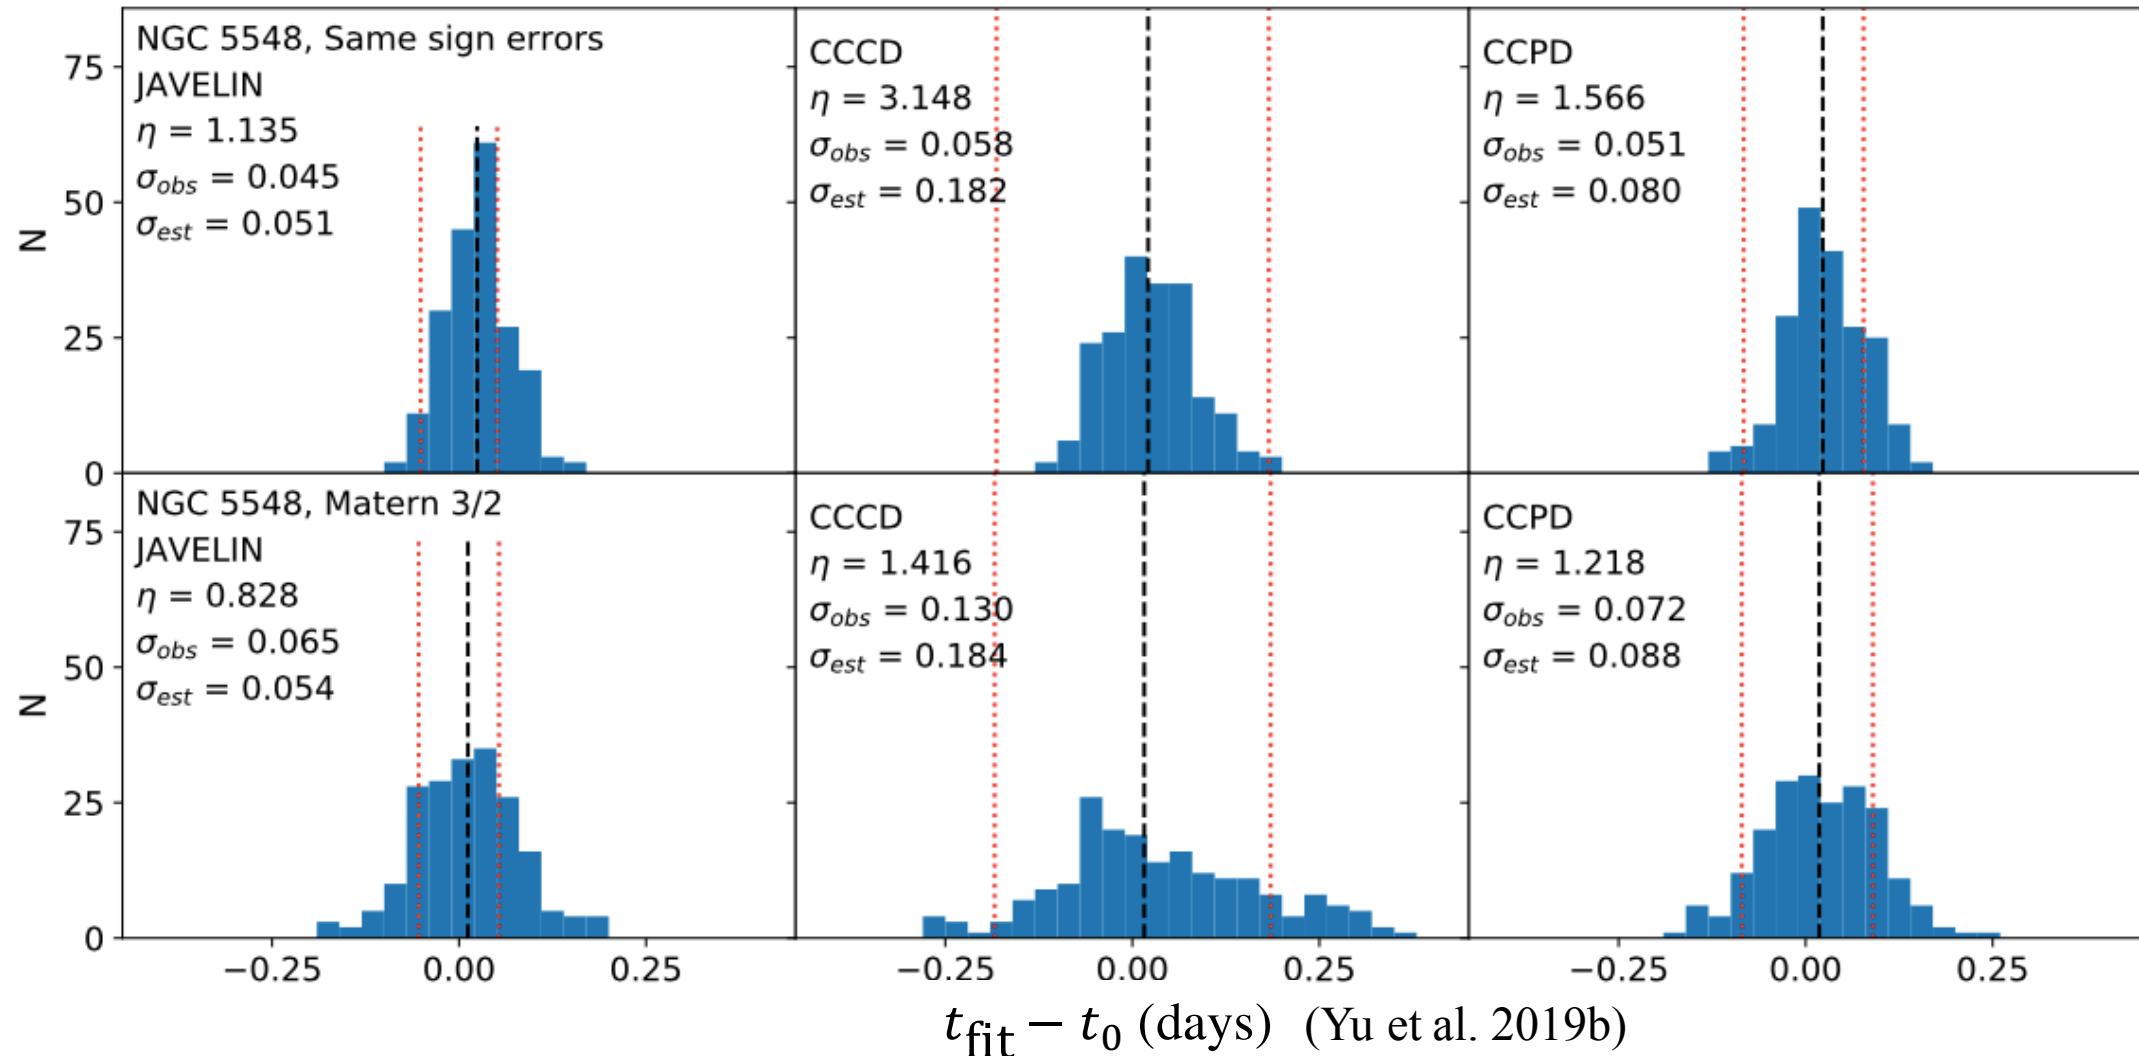 NGC 5548, Same sign errors
JAVELIN
η = 1.135
σobs = 0.045
σest = 0.051
CCCD
η = 3.148
σobs = 0.058
σest = 0.182
CCPD
η = 1.566
σobs = 0.051
σest = 0.080
75
50
25
0
N
NGC 5548, Matern 3/2
JAVELIN
η = 0.828
σobs = 0.065
σest = 0.054
CCCD
η = 1.416
σobs = 0.130
σest = 0.184
CCPD
η = 1.218
σobs = 0.072
σest = 0.088
75
50
25
0
N
−0.25 0.00 0.25 −0.25 0.00 0.25 −0.25 0.00 0.25
tfit − t0 (days) (Yu et al. 2019b)